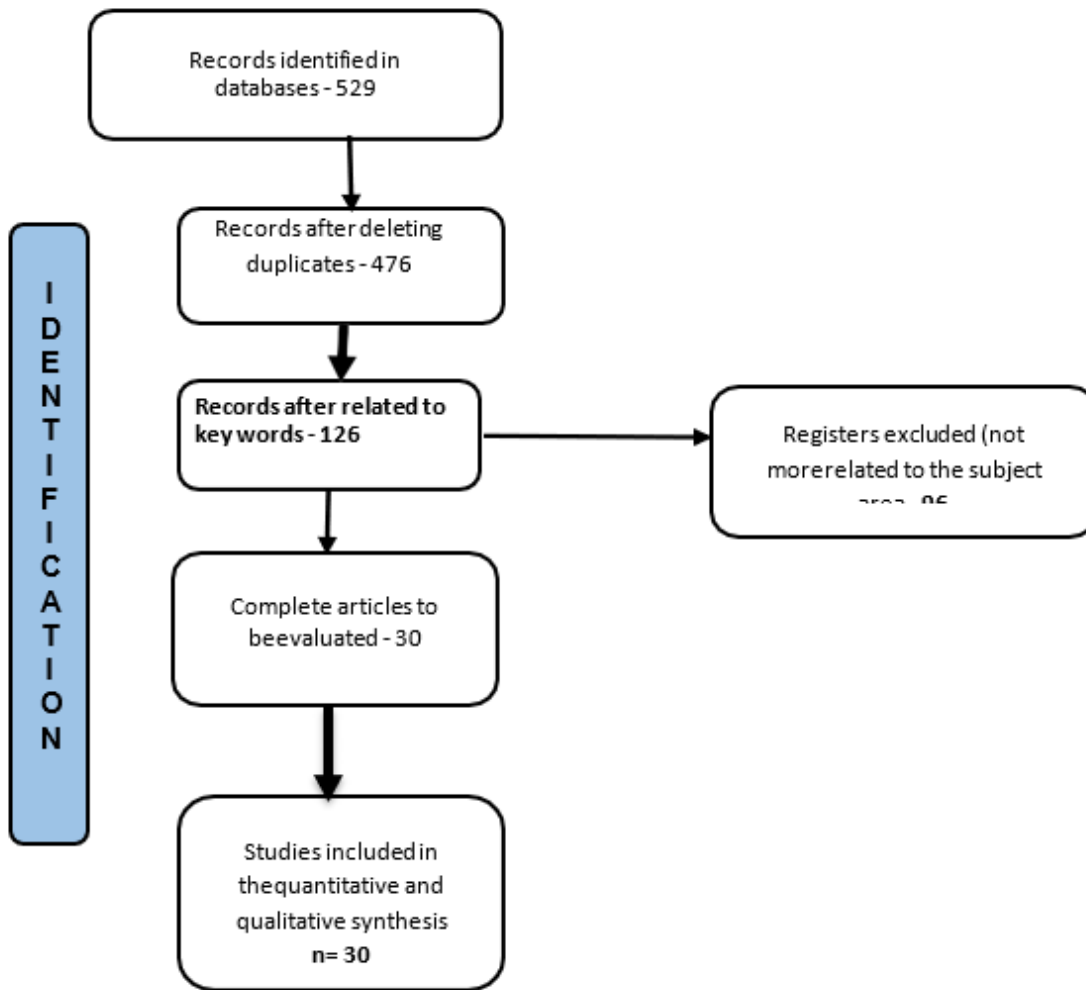 Records identified in
databases - 529
Records after deleting
duplicates - 476
I
D
E
N
T
I
F
I
C
A
T
I
O
N
Records after related to
key words - 126
Registers excluded (not
morerelated to the subject
Complete articles to
beevaluated - 30
Studies included in
thequantitative and
qualitative synthesis
n= 30